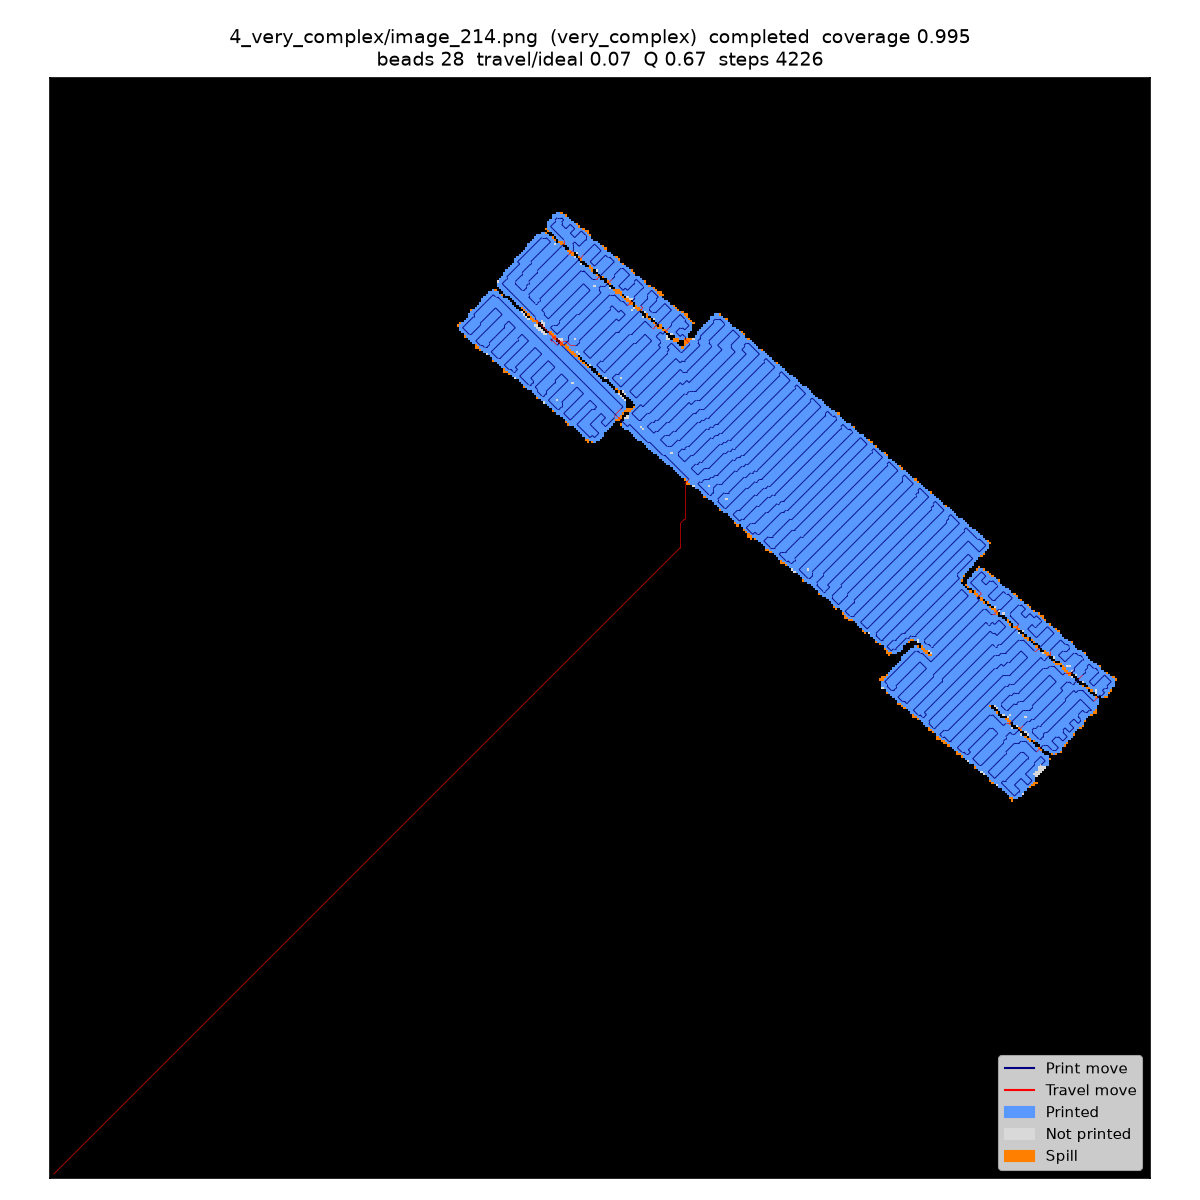 4_very_complex/image_214.png  (very_complex)  completed  coverage 0.995
beads 28  travel/ideal 0.07  Q 0.67  steps 4226
Print move
Travel move
Printed
Not printed
Spill